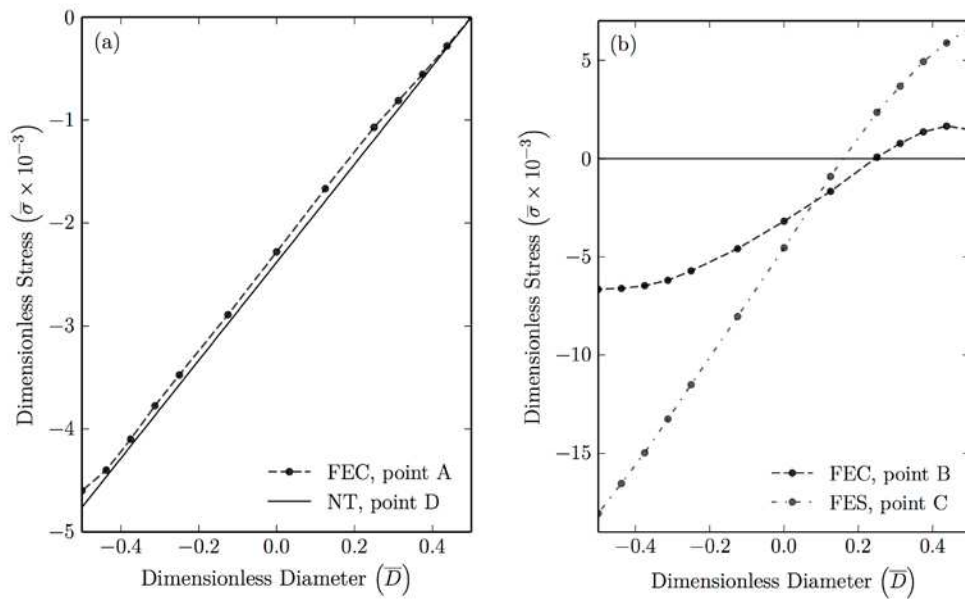 (a)
0
−1
−2
−3
−4
−5
Dimensionless Stress (σ̅ × 10⁻³)
FEC, point A
NT, point D
−0.4 −0.2 0.0 0.2 0.4
Dimensionless Diameter (D̅)
(b)
5
0
−5
−10
−15
Dimensionless Stress (σ̅ × 10⁻³)
FEC, point B
FES, point C
−0.4 −0.2 0.0 0.2 0.4
Dimensionless Diameter (D̅)